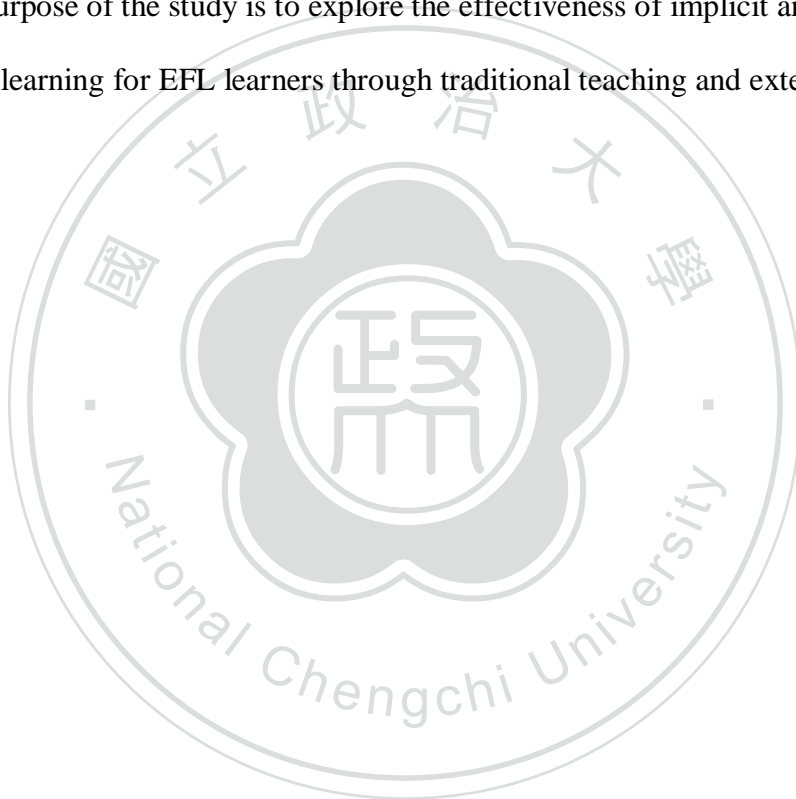 urpose of the study is to explore the effectiveness of implicit a
learning for EFL learners through traditional teaching and exte
國立政治大學
政大
National Chengchi University